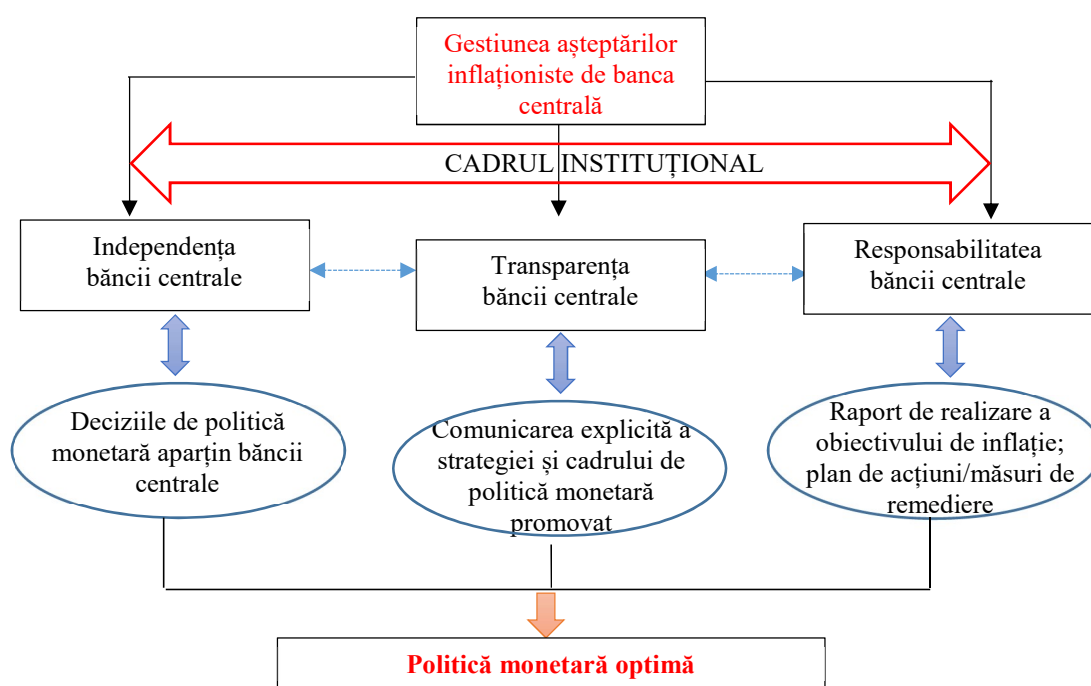 Gestiunea așteptărilor
inflaționiste de banca
centrală
CADRUL INSTITUȚIONAL
Independența
băncii centrale
Transparența
băncii centrale
Responsabilitatea
băncii centrale
Deciziile de politică
monetară aparțin băncii
centrale
Comunicarea explicită a
strategiei și cadrului de
politică monetară
promovat
Raport de realizare a
obiectivului de inflație;
plan de acțiuni/măsuri de
remediere
Politică monetară optimă